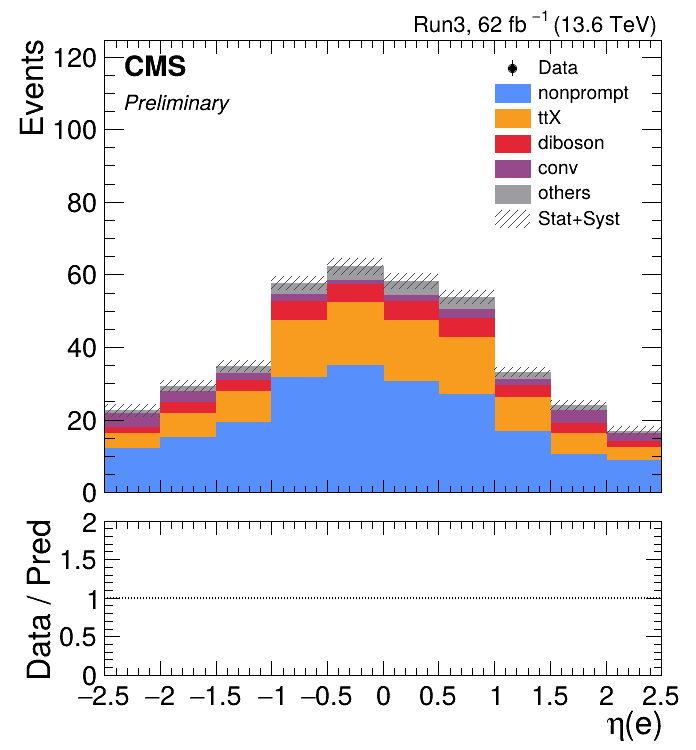 Run3, 62 fb⁻¹ (13.6 TeV)
CMS
Preliminary
Events
120
100
80
60
40
20
0
Data
nonprompt
ttX
diboson
conv
others
Stat+Syst
Data / Pred
2
1.5
1
0.5
0
−2.5 −2 −1.5 −1 −0.5 0 0.5 1 1.5 2 2.5
η(e)